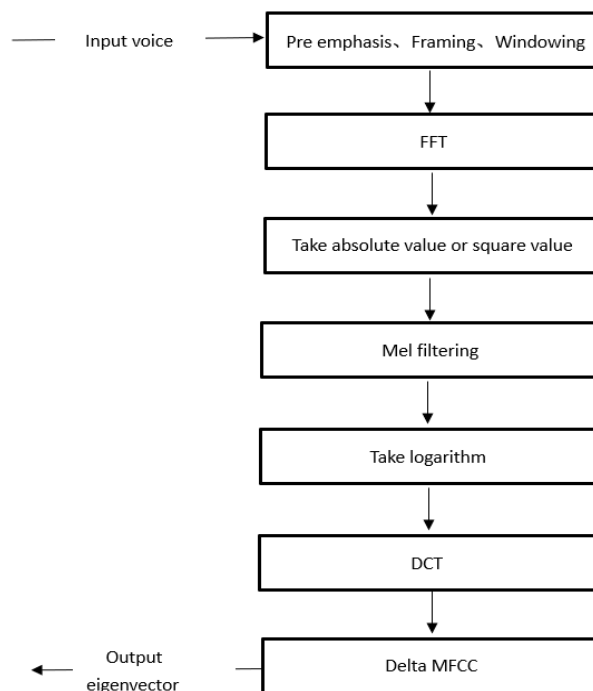 Input voice
Pre emphasis、Framing、Windowing
FFT
Take absolute value or square value
Mel filtering
Take logarithm
DCT
Delta MFCC
Output
eigenvector